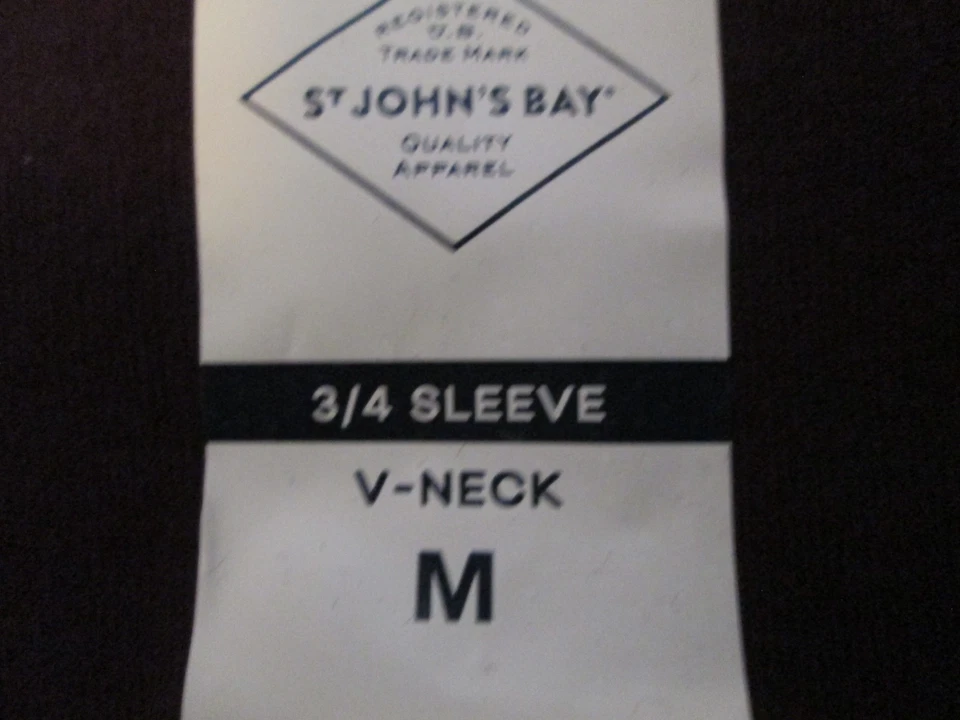 REGISTERED
U.S.
TRADE MARK
ST JOHN'S BAY®
QUALITY
APPAREL
3/4 SLEEVE
V-NECK
M